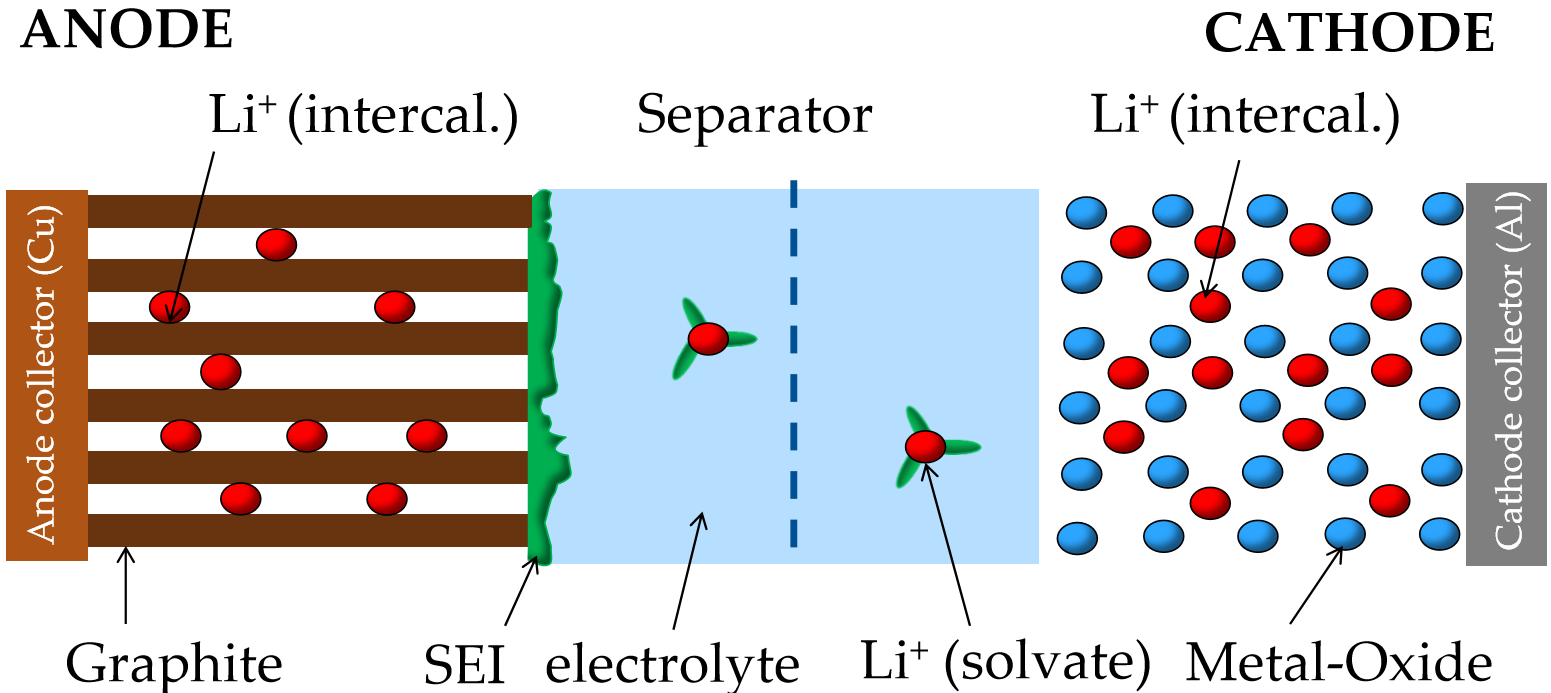 ANODE
CATHODE
Li⁺ (intercal.)
Separator
Li⁺ (intercal.)
Anode collector (Cu)
Cathode collector (Al)
Graphite
SEI
electrolyte
Li⁺ (solvate)
Metal-Oxide